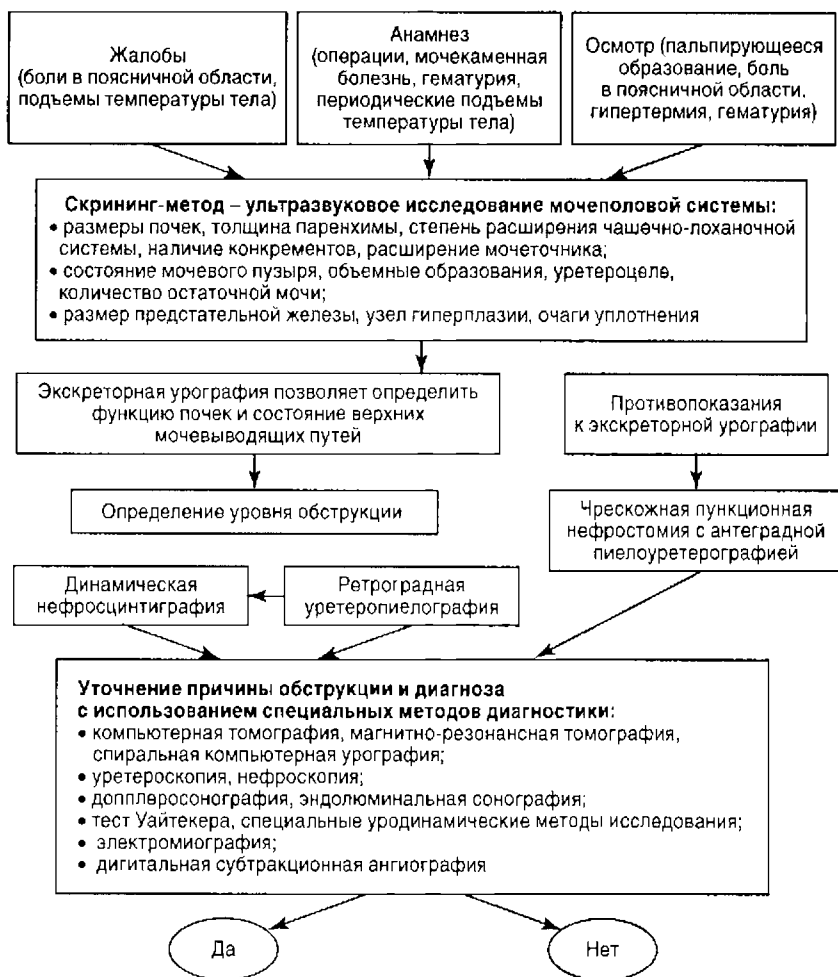 Жалобы
(боли в поясничной области,
подъемы температуры тела)
Анамнез
(операции, мочекаменная
болезнь, гематурия,
периодические подъемы
температуры тела)
Осмотр (пальпирующееся
образование, боль
в поясничной области,
гипертермия, гематурия)
Скрининг-метод – ультразвуковое исследование мочеполовой системы:
• размеры почек, толщина паренхимы, степень расширения чашечно-лоханочной
системы, наличие конкрементов, расширение мочеточника;
• состояние мочевого пузыря, объемные образования, уретероцеле,
количество остаточной мочи;
• размер предстательной железы, узел гиперплазии, очаги уплотнения
Экскреторная урография позволяет определить
функцию почек и состояние верхних
мочевыводящих путей
Противопоказания
к экскреторной урографии
Определение уровня обструкции
Чрескожная пункционная
нефростомия с антеградной
пиелоуретерографией
Динамическая
нефросцинтиграфия
Ретроградная
уретеропиелография
Уточнение причины обструкции и диагноза
с использованием специальных методов диагностики:
• компьютерная томография, магнитно-резонансная томография,
спиральная компьютерная урография;
• уретероскопия, нефроскопия;
• допплеросонография, эндолюминальная сонография;
• тест Уайтекера, специальные уродинамические методы исследования;
• электромиография;
• дигитальная субтракционная ангиография
Да
Нет